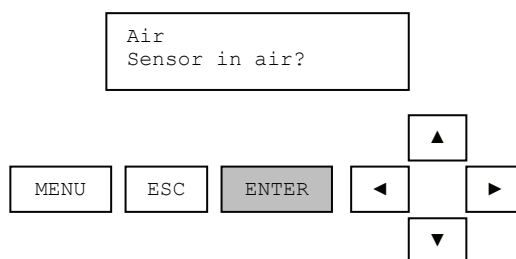 Air
Sensor in air?
▲
MENU ESC ENTER ◄ ►
▼